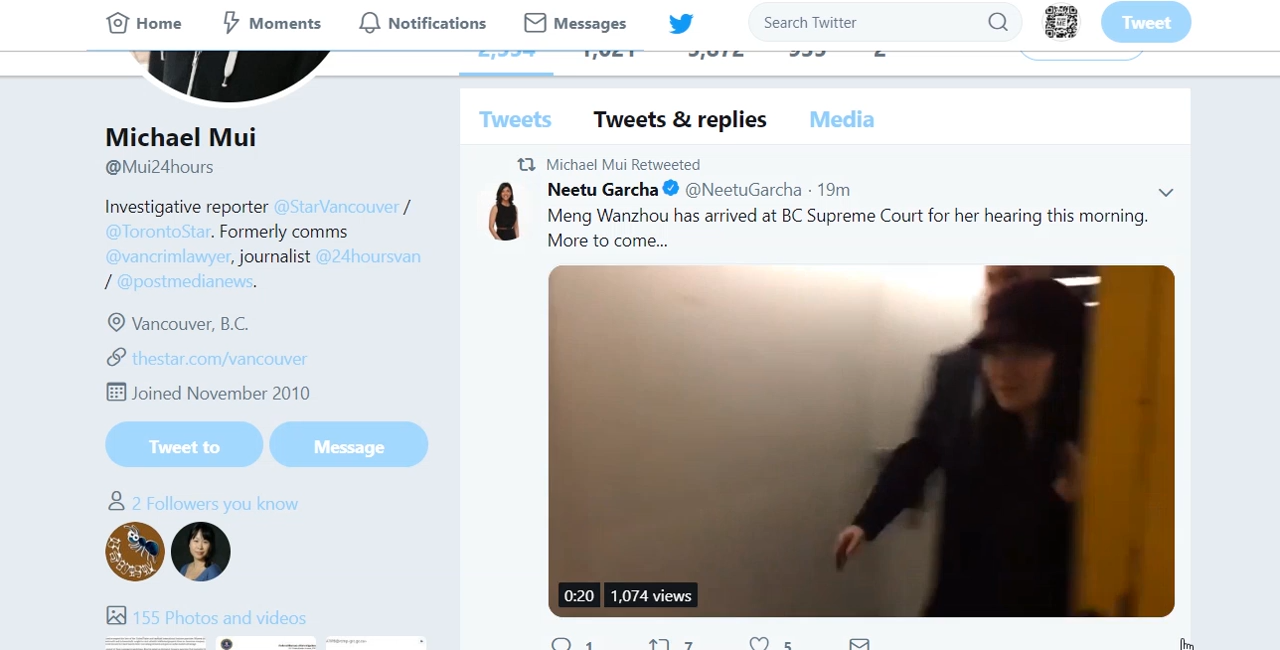 Home
Moments
Notifications
Messages
Search Twitter
Tweet
Michael Mui
@Mui24hours
Investigative reporter @StarVancouver /
@TorontoStar. Formerly comms
@vancrimlawyer, journalist @24hoursvan
/ @postmedianews.
Vancouver, B.C.
thestar.com/vancouver
Joined November 2010
Tweet to
Message
2 Followers you know
155 Photos and videos
Tweets
Tweets & replies
Media
Michael Mui Retweeted
Neetu Garcha @NeetuGarcha · 19m
Meng Wanzhou has arrived at BC Supreme Court for her hearing this morning.
More to come...
0:20
1,074 views
1
7
5